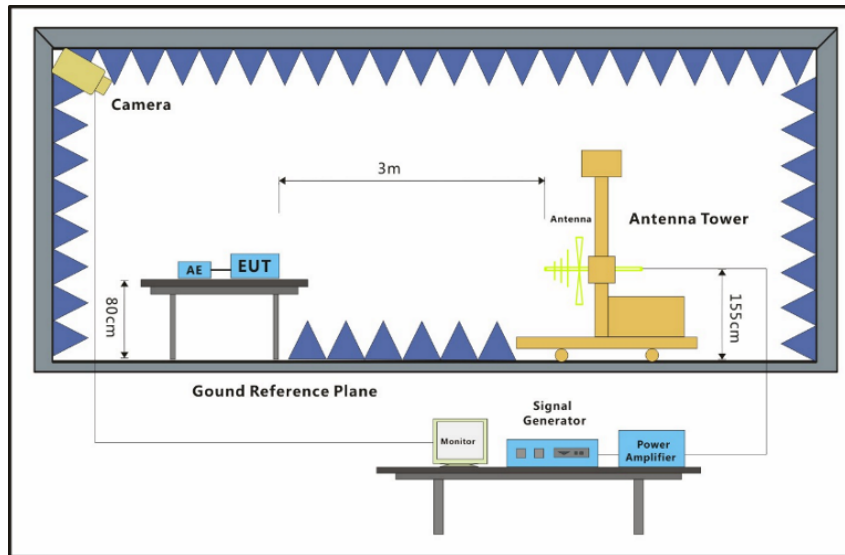 Camera
3m
Antenna
Antenna Tower
AE
EUT
80cm
155cm
Gound Reference Plane
Signal
Generator
Monitor
Power
Amplifier